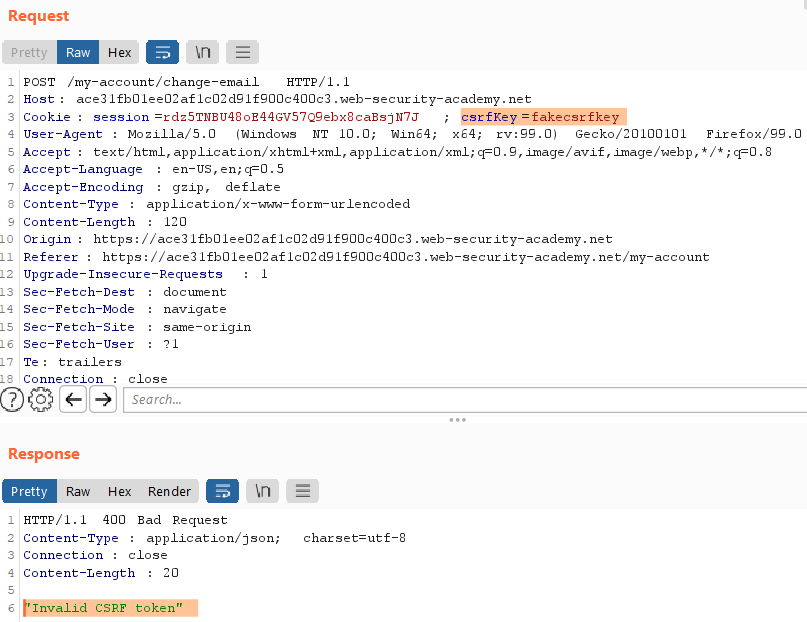 Request
Pretty Raw Hex \n
1 POST /my-account/change-email HTTP/1.1
2 Host: ace31fb01ee02af1c02d91f900c400c3.web-security-academy.net
3 Cookie: session=rdz5TNBU48oE44GV57Q9ebx8caBsjN7J ; csrfKey=fakecsrfkey
4 User-Agent: Mozilla/5.0 (Windows NT 10.0; Win64; x64; rv:99.0) Gecko/20100101 Firefox/99.0
5 Accept: text/html,application/xhtml+xml,application/xml;q=0.9,image/avif,image/webp,*/*;q=0.8
6 Accept-Language : en-US,en;q=0.5
7 Accept-Encoding : gzip, deflate
8 Content-Type : application/x-www-form-urlencoded
9 Content-Length : 120
10 Origin: https://ace31fb01ee02af1c02d91f900c400c3.web-security-academy.net
11 Referer: https://ace31fb01ee02af1c02d91f900c400c3.web-security-academy.net/my-account
12 Upgrade-Insecure-Requests : 1
13 Sec-Fetch-Dest : document
14 Sec-Fetch-Mode : navigate
15 Sec-Fetch-Site : same-origin
16 Sec-Fetch-User : ?1
17 Te: trailers
18 Connection : close
? Search...
Response
Pretty Raw Hex Render \n
1 HTTP/1.1 400 Bad Request
2 Content-Type : application/json; charset=utf-8
3 Connection : close
4 Content-Length : 20
5
6 "Invalid CSRF token"